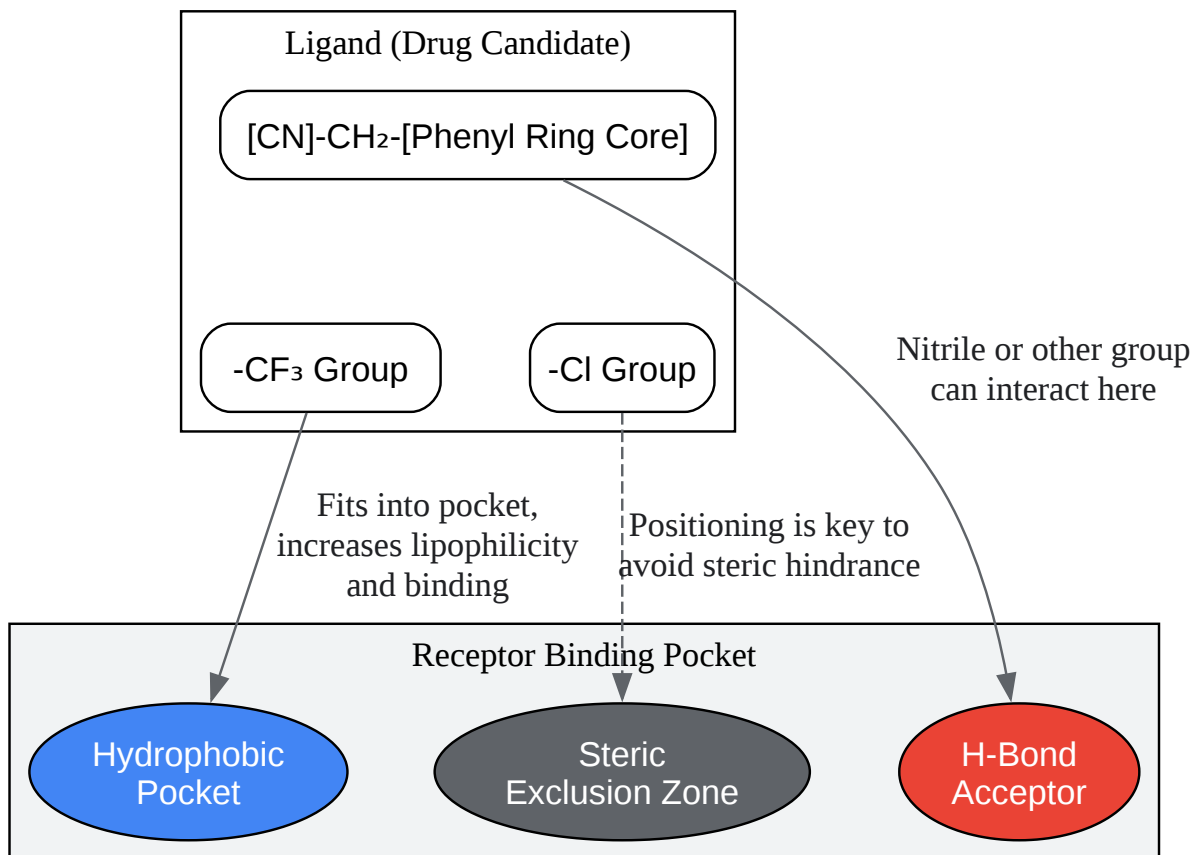 Ligand (Drug Candidate)
[CN]-CH₂-[Phenyl Ring Core]
-CF₃ Group
-Cl Group
Nitrile or other group
can interact here
Fits into pocket,
increases lipophilicity
and binding
Positioning is key to
avoid steric hindrance
Receptor Binding Pocket
Hydrophobic
Pocket
Steric
Exclusion Zone
H-Bond
Acceptor